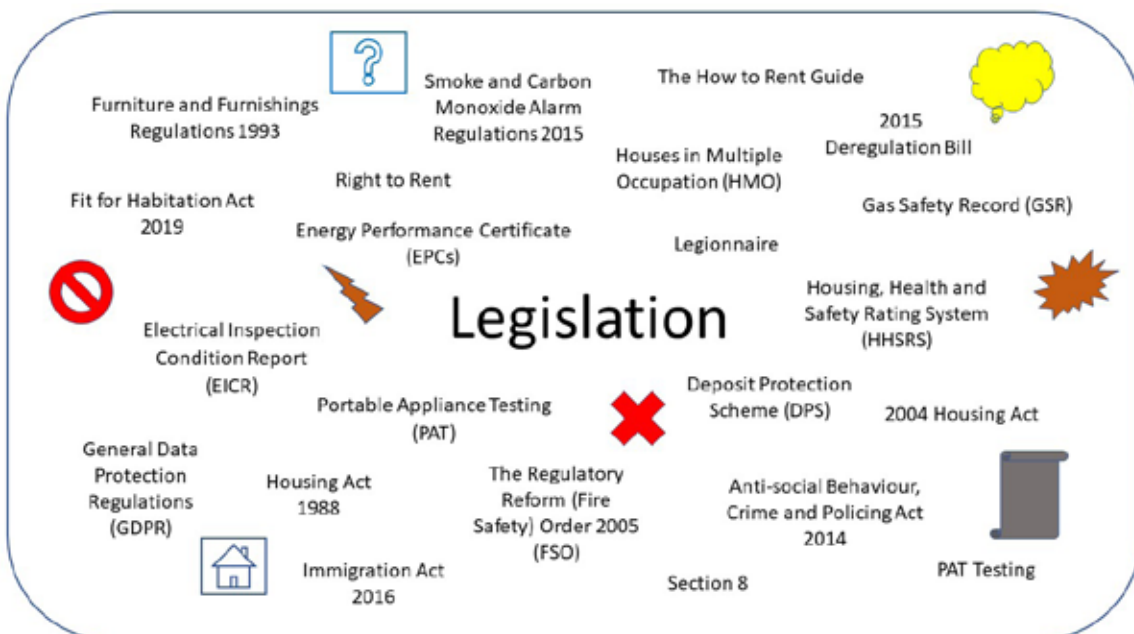 The How to Rent Guide
Smoke and Carbon
Monoxide Alarm
Regulations 2015
Furniture and Furnishings
Regulations 1993
2015
Deregulation Bill
Houses in Multiple
Occupation (HMO)
Right to Rent
Fit for Habitation Act
2019
Gas Safety Record (GSR)
Energy Performance Certificate
(EPCs)
Legionnaire
Housing, Health and
Safety Rating System
(HHSRS)
Legislation
Electrical Inspection
Condition Report
(EICR)
Deposit Protection
Scheme (DPS)
Portable Appliance Testing
(PAT)
2004 Housing Act
General Data
Protection
Regulations
(GDPR)
Housing Act
1988
The Regulatory
Reform (Fire
Safety) Order 2005
(FSO)
Anti-social Behaviour,
Crime and Policing Act
2014
Immigration Act
2016
Section 8
PAT Testing